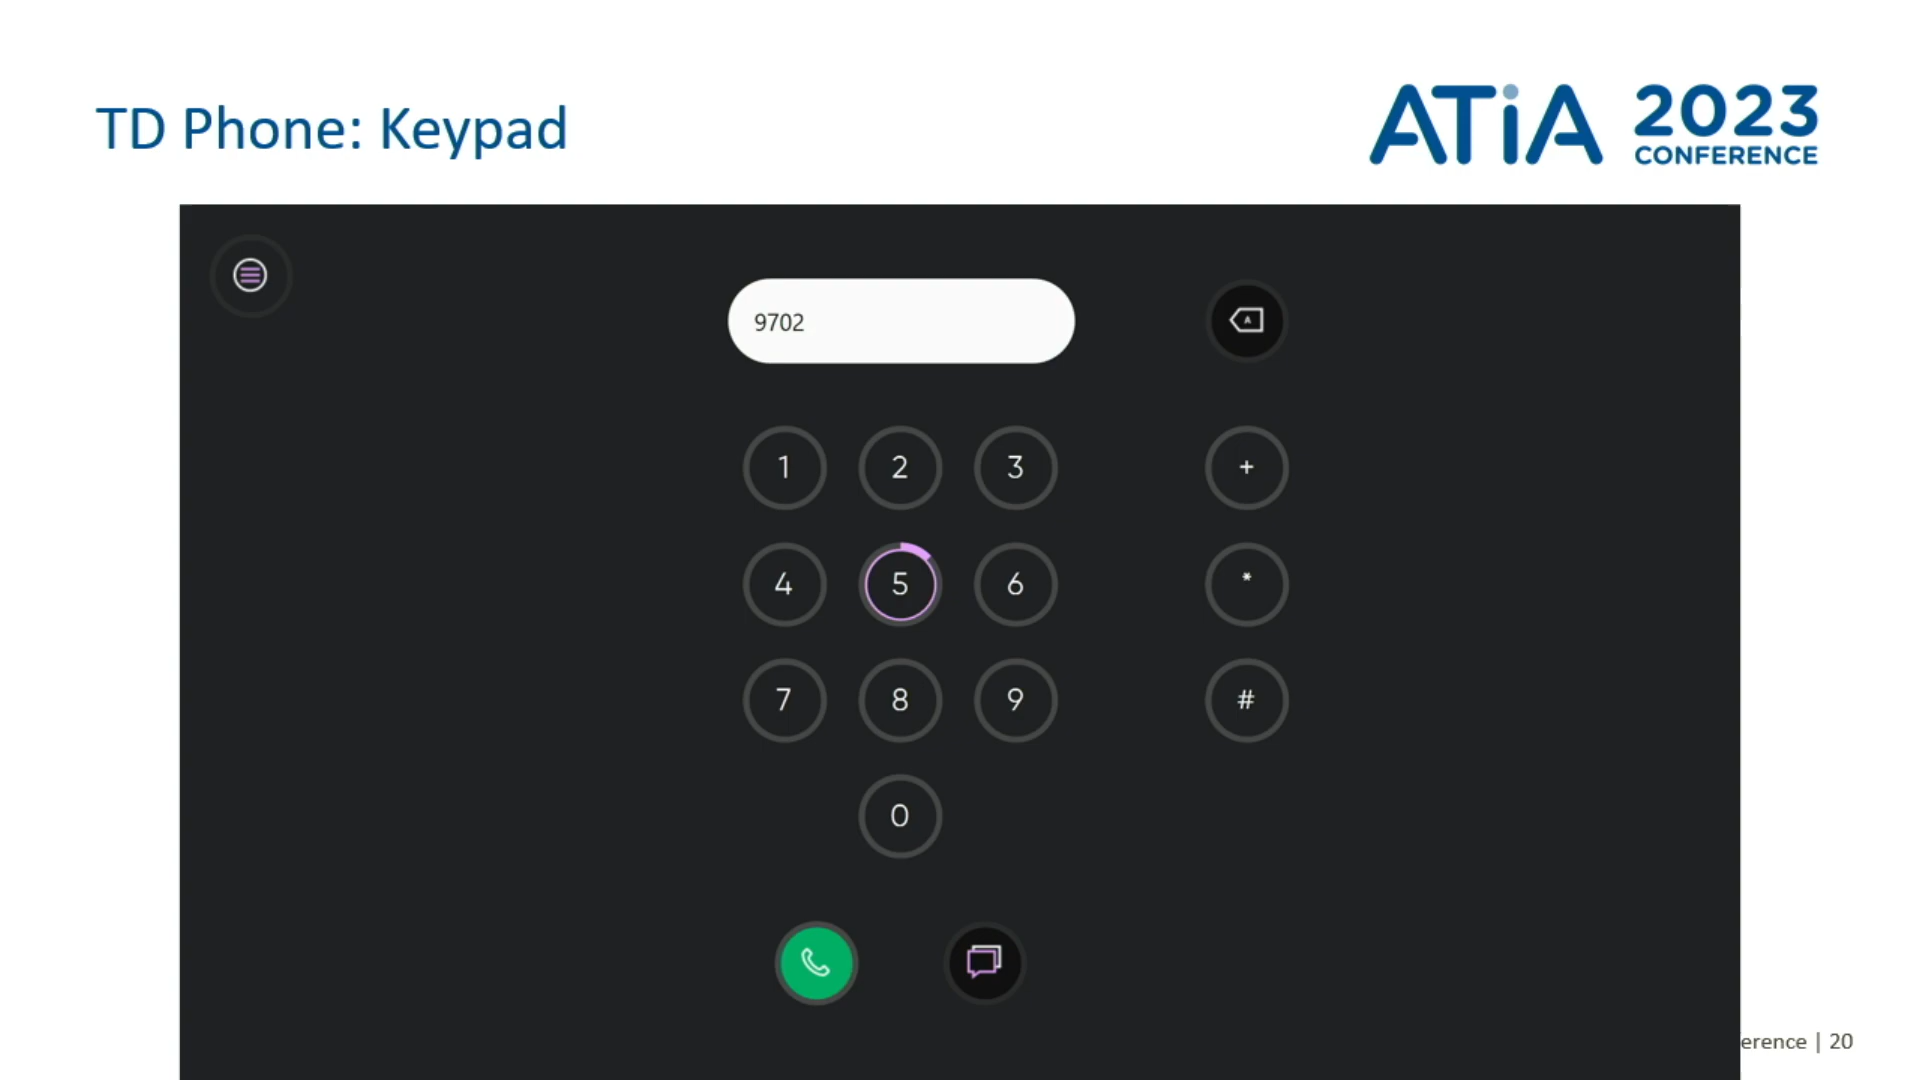 TD Phone: Keypad
ATiA 2023
CONFERENCE
9702
A
1 2 3 +
4 5 6 *
7 8 9 #
0
erence | 20